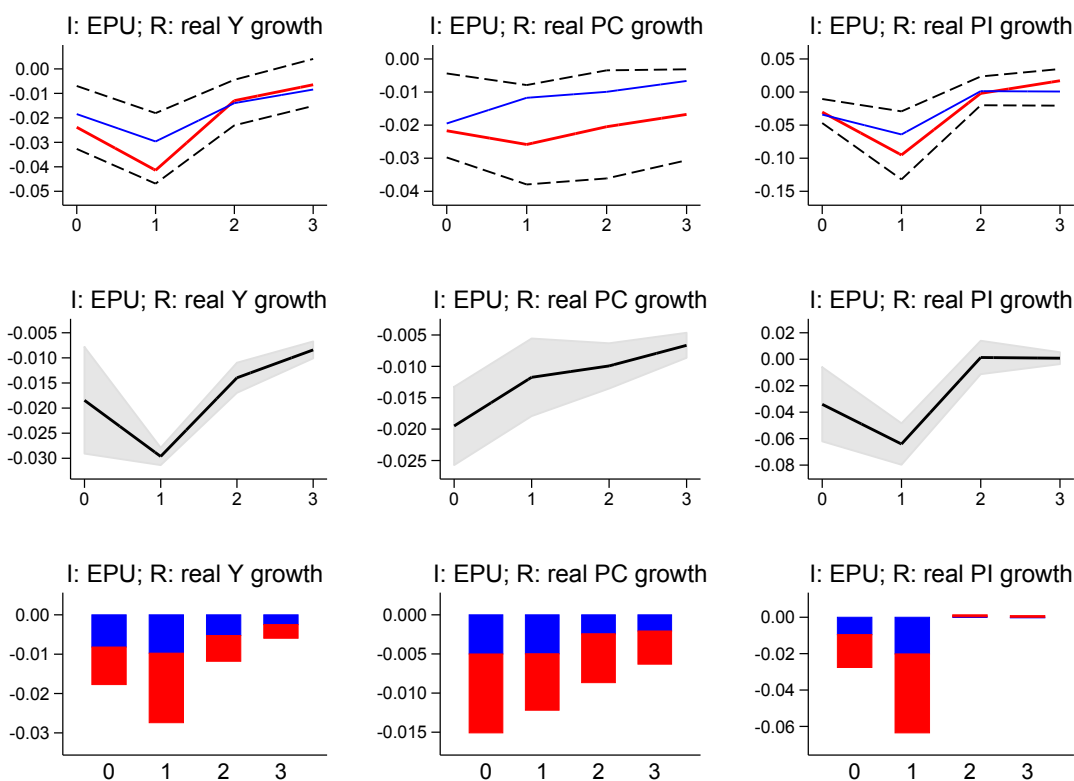 I: EPU; R: real Y growth
0.00
-0.01
-0.02
-0.03
-0.04
-0.05
0 1 2 3
I: EPU; R: real PC growth
0.00
-0.01
-0.02
-0.03
-0.04
0 1 2 3
I: EPU; R: real PI growth
0.05
0.00
-0.05
-0.10
-0.15
0 1 2 3
I: EPU; R: real Y growth
-0.005
-0.010
-0.015
-0.020
-0.025
-0.030
0 1 2 3
I: EPU; R: real PC growth
-0.005
-0.010
-0.015
-0.020
-0.025
0 1 2 3
I: EPU; R: real PI growth
0.02
0.00
-0.02
-0.04
-0.06
-0.08
0 1 2 3
I: EPU; R: real Y growth
0.00
-0.01
-0.02
-0.03
0 1 2 3
I: EPU; R: real PC growth
0.000
-0.005
-0.010
-0.015
0 1 2 3
I: EPU; R: real PI growth
0.00
-0.02
-0.04
-0.06
0 1 2 3